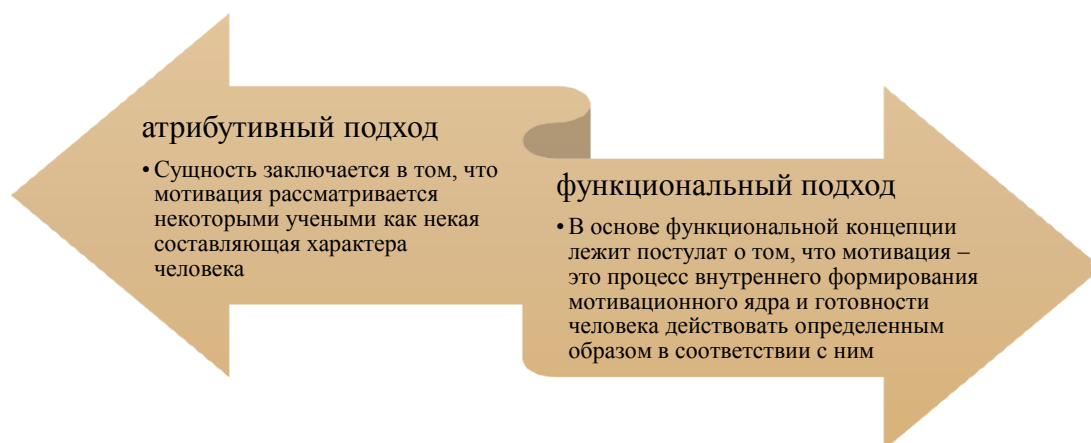 атрибутивный подход
• Сущность заключается в том, что
мотивация рассматривается
некоторыми учеными как некая
составляющая характера
человека
функциональный подход
• В основе функциональной концепции
лежит постулат о том, что мотивация –
это процесс внутреннего формирования
мотивационного ядра и готовности
человека действовать определенным
образом в соответствии с ним